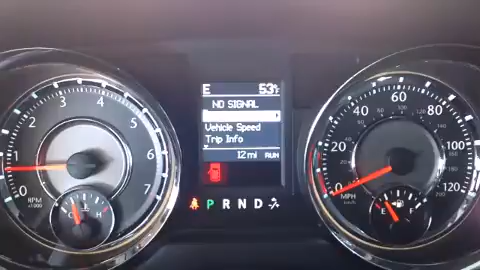 E 53°F
NO SIGNAL
Vehicle Speed
Trip Info
12 mi RUN
0 1 2 3 4 5 6 7
RPM
x1000
C H
P R N D
0 20 40 60 80 100 120
MPH
E F